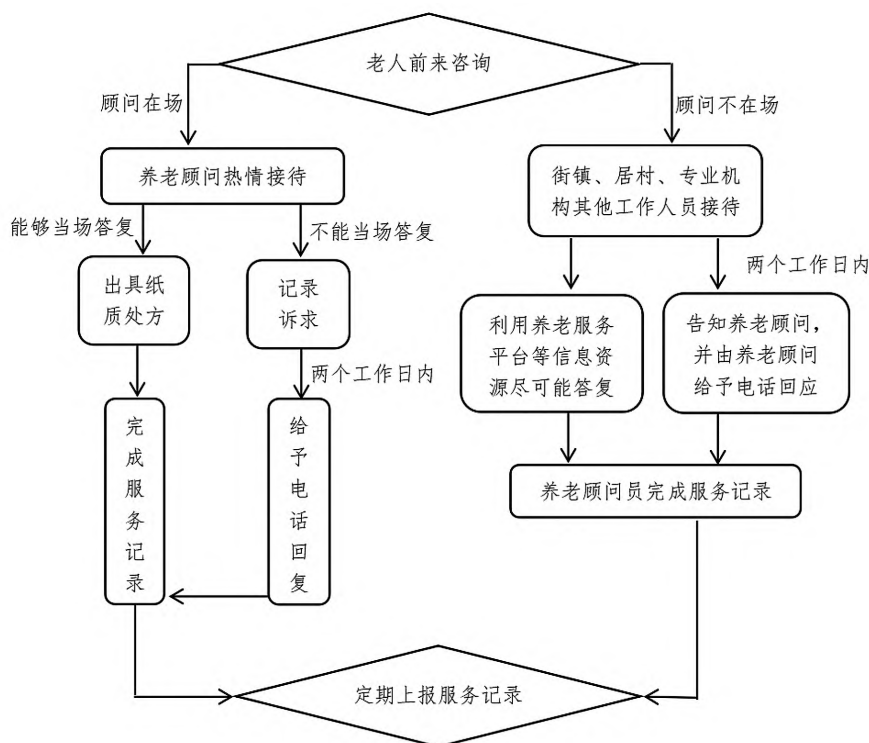 老人前来咨询
顾问在场
顾问不在场
养老顾问热情接待
街镇、居村、专业机
构其他工作人员接待
能够当场答复
不能当场答复
两个工作日内
出具纸
质处方
记录
诉求
利用养老服务
平台等信息资
源尽可能答复
告知养老顾问，
并由养老顾问
给予电话回应
两个工作日内
完
成
服
务
记
录
给
予
电
话
回
复
养老顾问员完成服务记录
定期上报服务记录